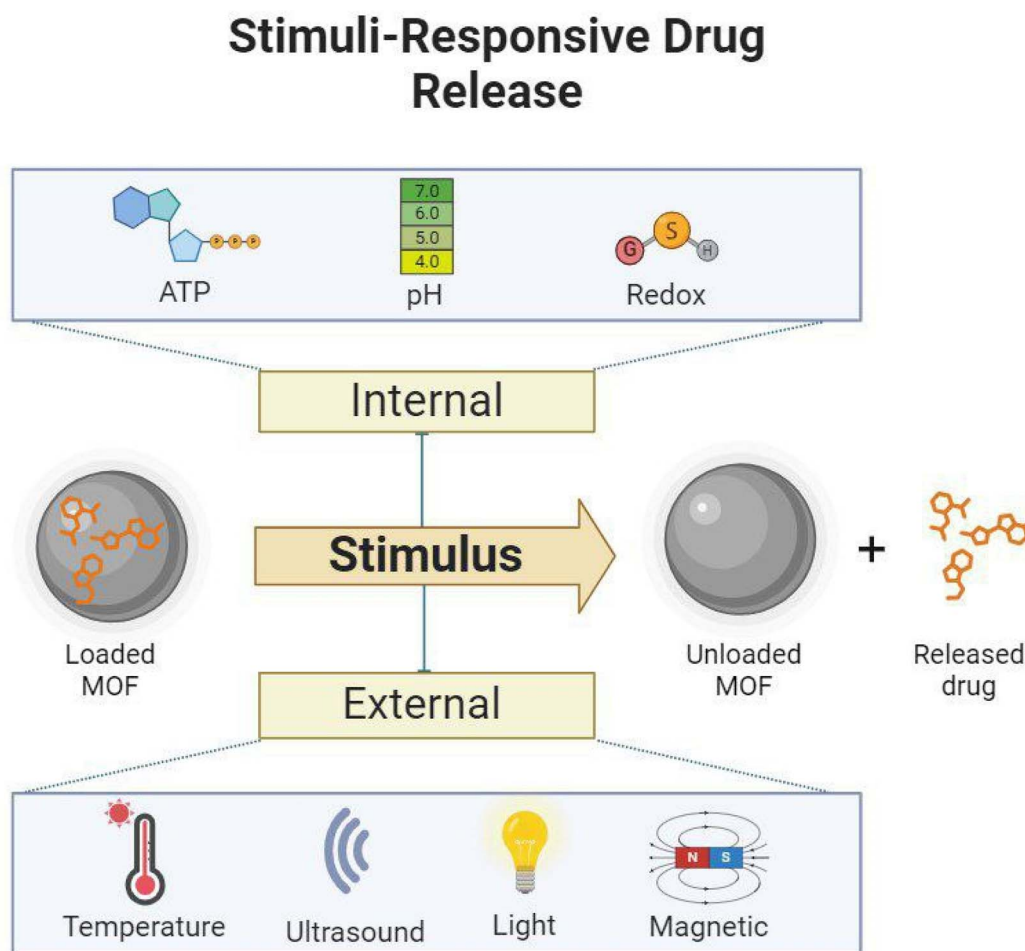 Stimuli-Responsive Drug
Release
7.0
6.0
5.0
4.0
P P P
G S H
ATP
pH
Redox
Internal
Stimulus
Loaded
MOF
Unloaded
MOF
+
Released
drug
External
N S
Temperature
Ultrasound
Light
Magnetic